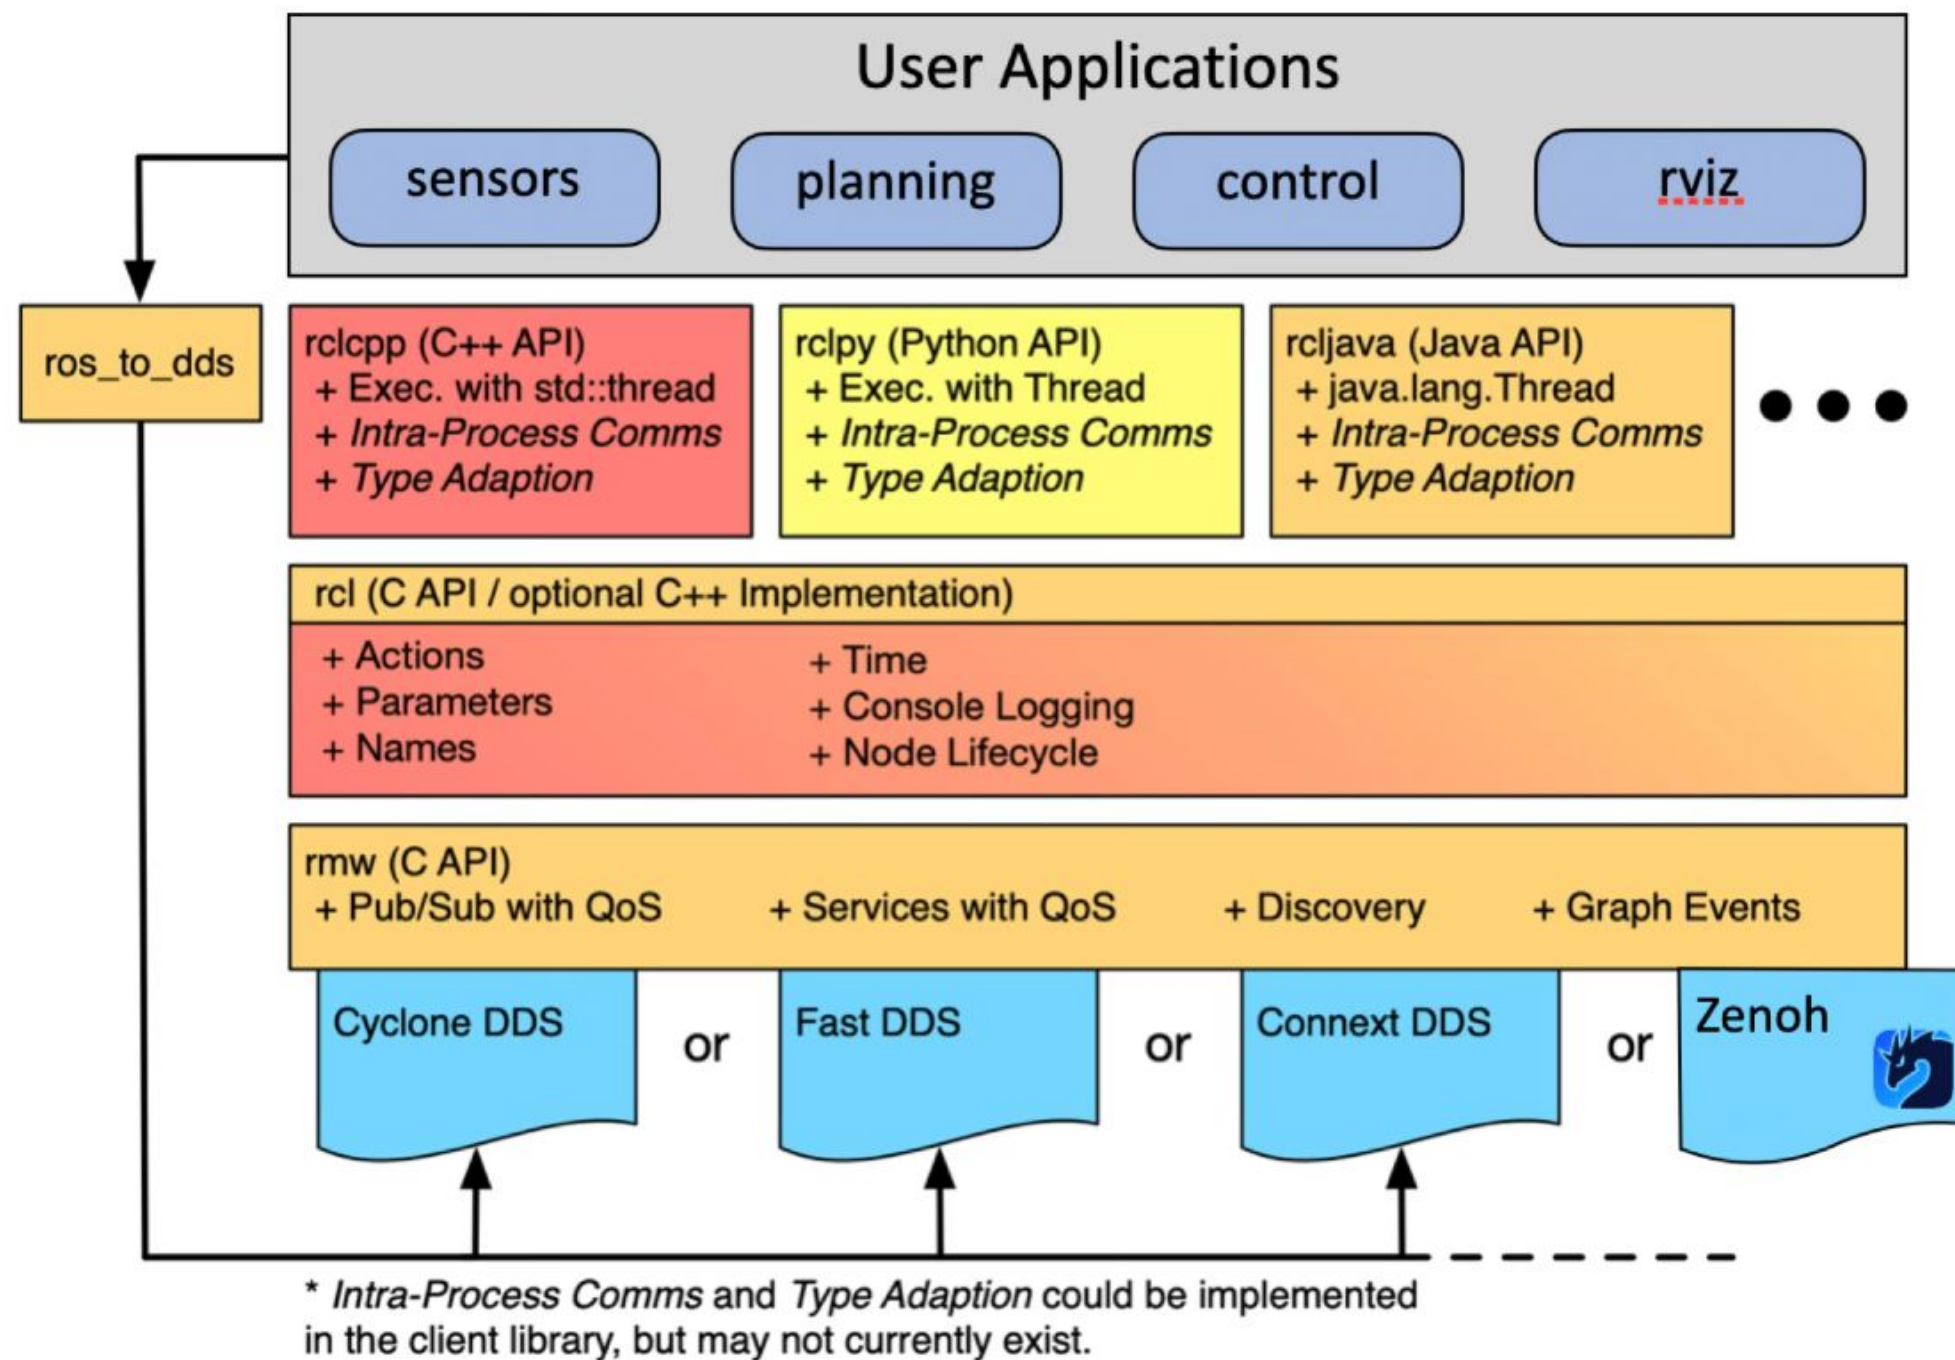 User Applications
sensors
planning
control
rviz
ros_to_dds
rclcpp (C++ API)
+ Exec. with std::thread
+ Intra-Process Comms
+ Type Adaption
rclpy (Python API)
+ Exec. with Thread
+ Intra-Process Comms
+ Type Adaption
rcljava (Java API)
+ java.lang.Thread
+ Intra-Process Comms
+ Type Adaption
rcl (C API / optional C++ Implementation)
+ Actions
+ Parameters
+ Names
+ Time
+ Console Logging
+ Node Lifecycle
rmw (C API)
+ Pub/Sub with QoS
+ Services with QoS
+ Discovery
+ Graph Events
Cyclone DDS
or
Fast DDS
or
Connext DDS
or
Zenoh
* Intra-Process Comms and Type Adaption could be implemented
in the client library, but may not currently exist.